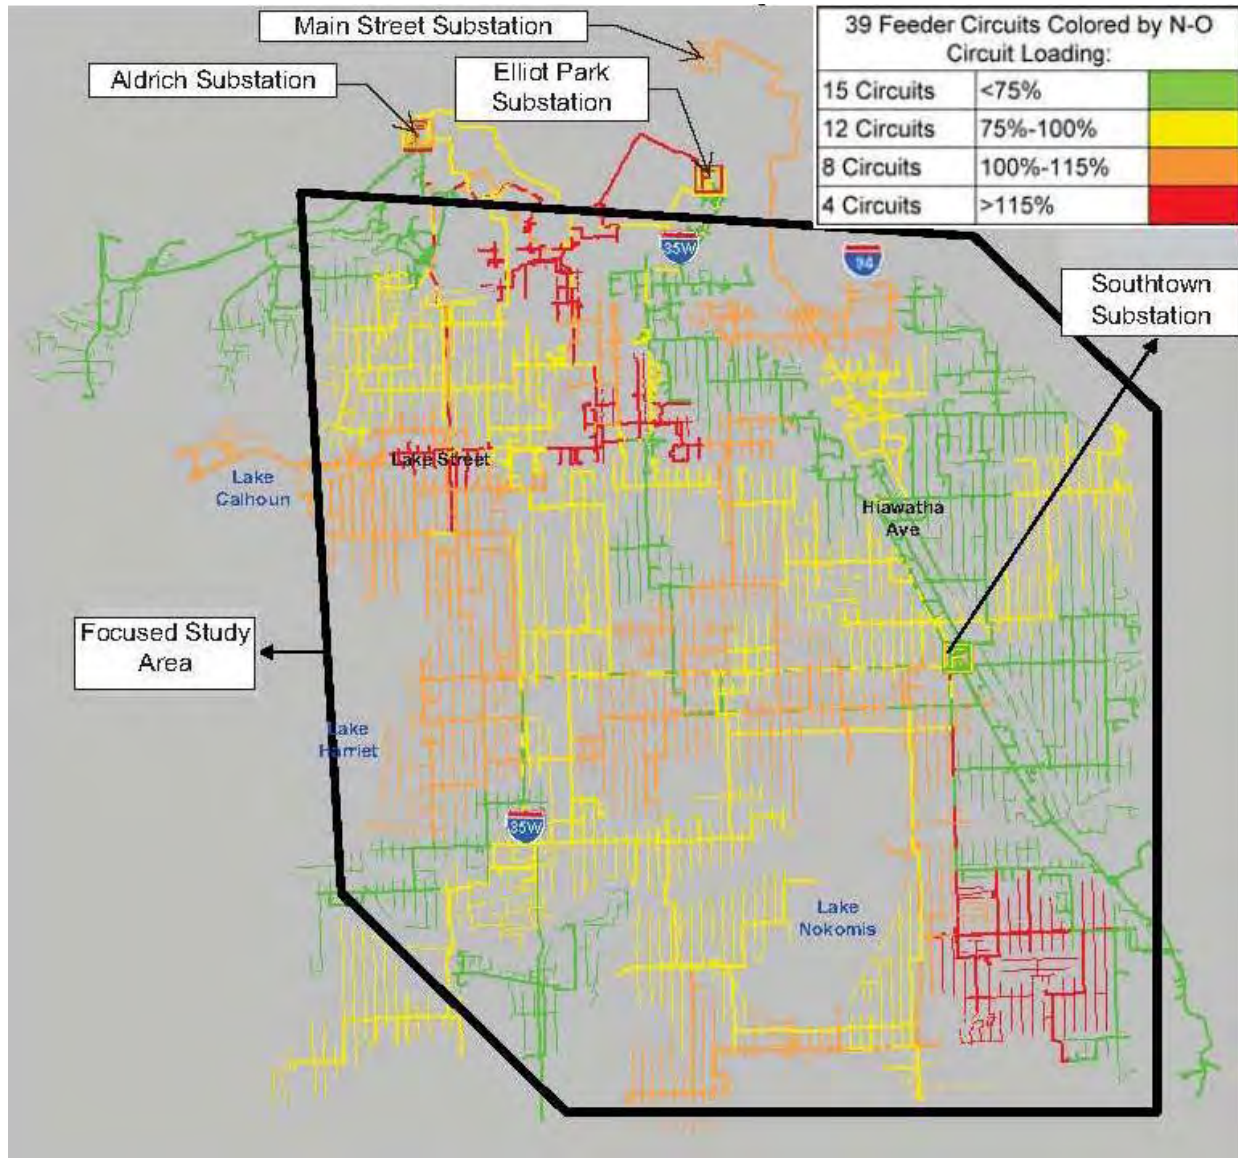 Main Street Substation
Aldrich Substation
Elliot Park
Substation
39 Feeder Circuits Colored by N-O
Circuit Loading:
15 Circuits <75%
12 Circuits 75%-100%
8 Circuits 100%-115%
4 Circuits >115%
35W
94
Southtown
Substation
Lake Street
Lake
Calhoun
Hiawatha
Ave
Focused Study
Area
Lake
Harriet
35W
Lake
Nokomis